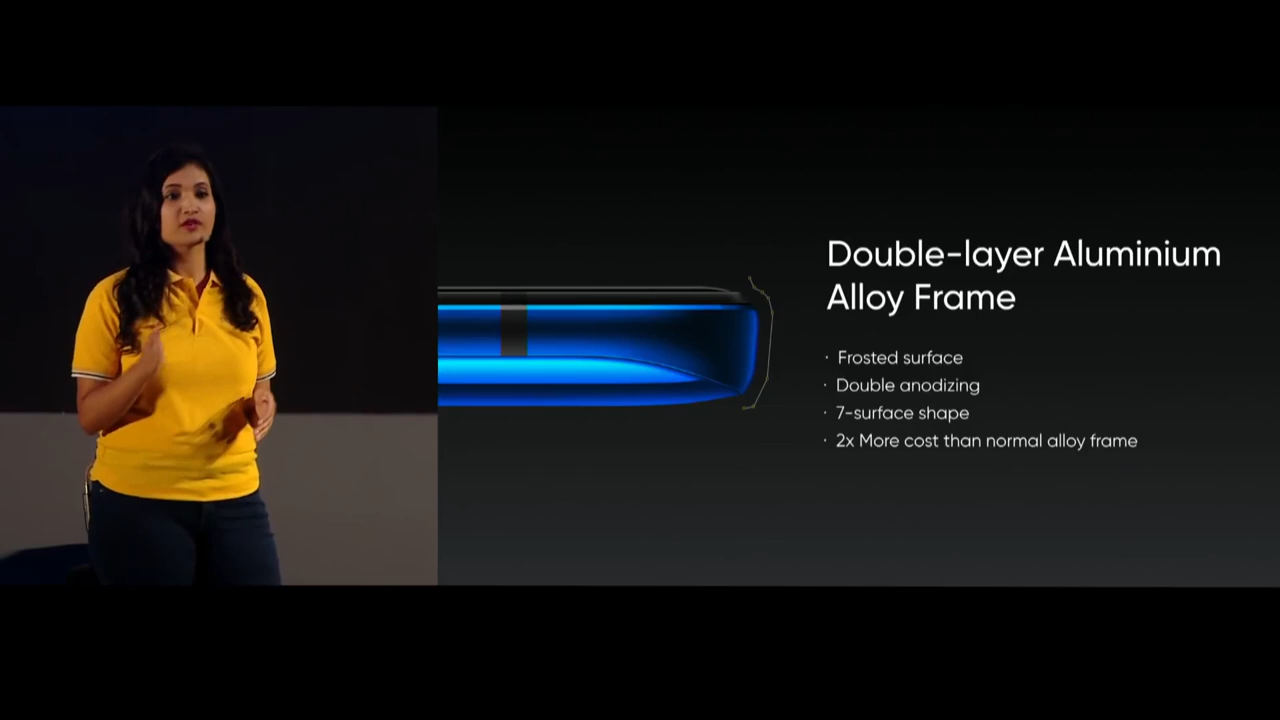 Double-layer Aluminium
Alloy Frame
· Frosted surface
· Double anodizing
· 7-surface shape
· 2x More cost than normal alloy frame